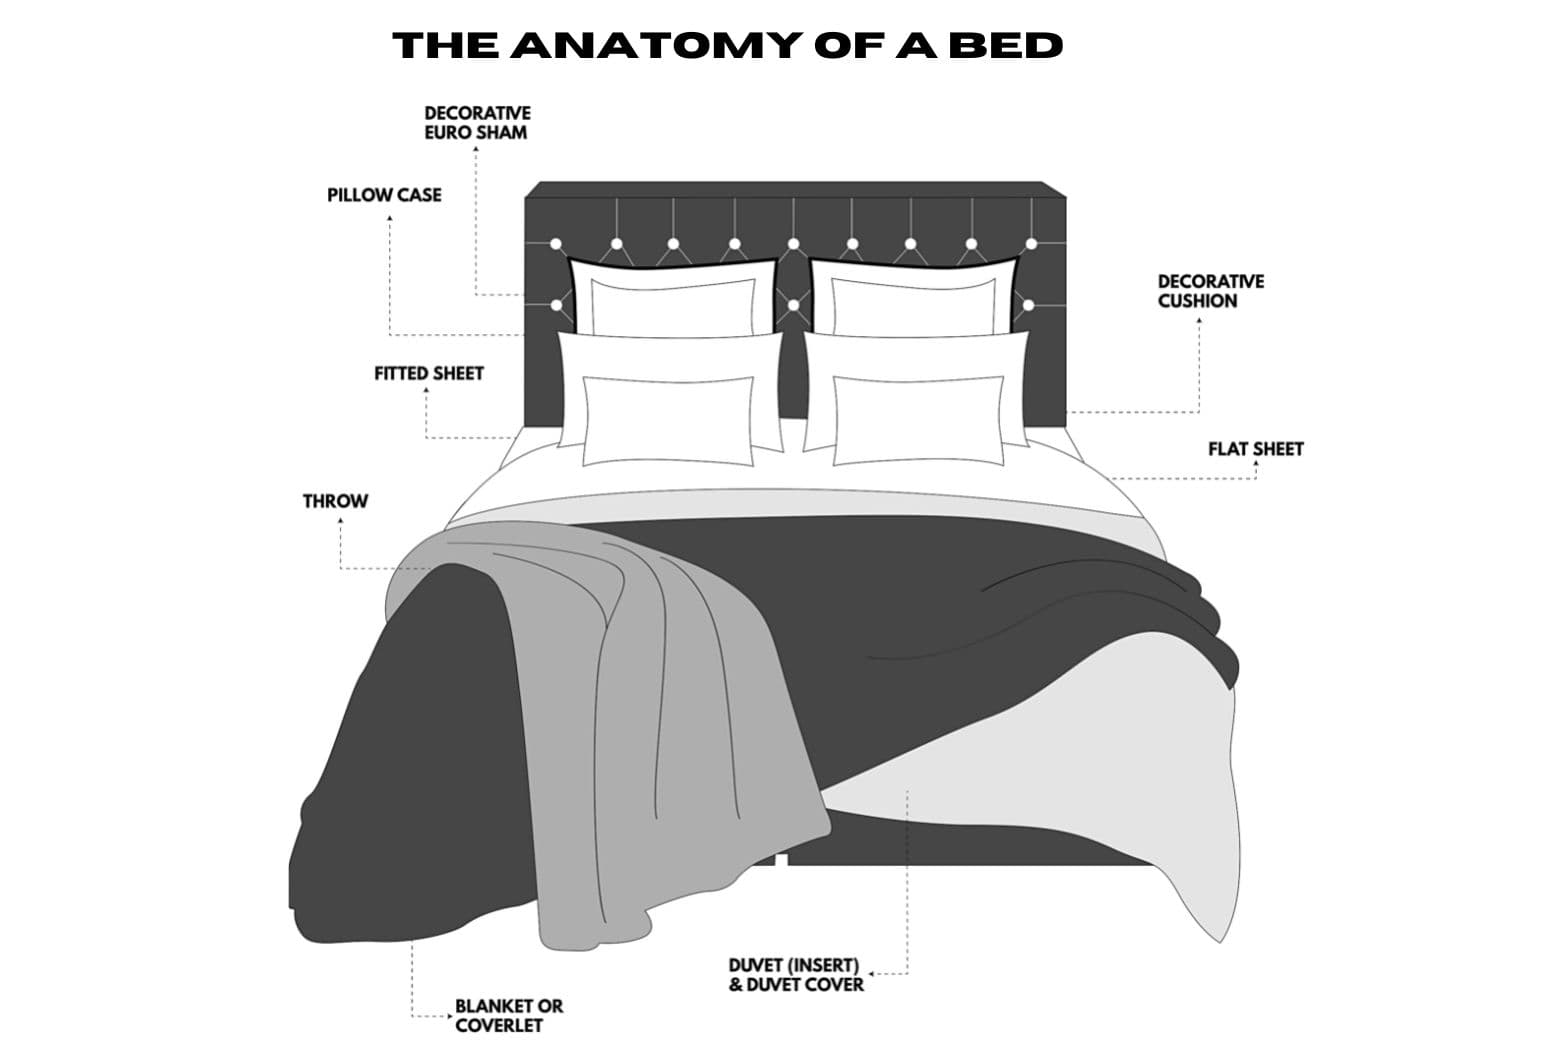 THE ANATOMY OF A BED
DECORATIVE
EURO SHAM
PILLOW CASE
DECORATIVE
CUSHION
FITTED SHEET
FLAT SHEET
THROW
DUVET (INSERT)
& DUVET COVER
BLANKET OR
COVERLET